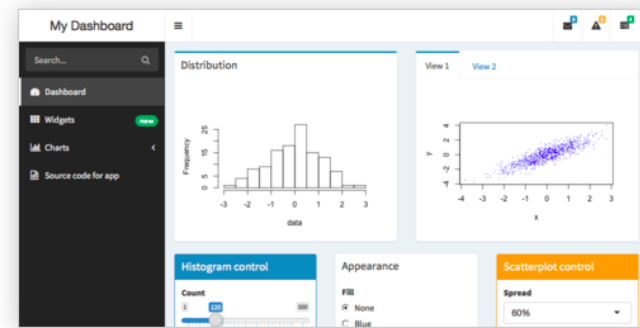 My Dashboard
Search...
Dashboard
Widgets
new
Charts
Source code for app
Distribution
Frequency
25
15
0 5
-3 -2 -1 0 1 2 3
data
View 1 View 2
y
4
2
0
-2
-4
-4 -3 -2 -1 0 1 2 3
x
Histogram control
Count
1 120 500
Appearance
Fill
None
Blue
Scatterplot control
Spread
60%